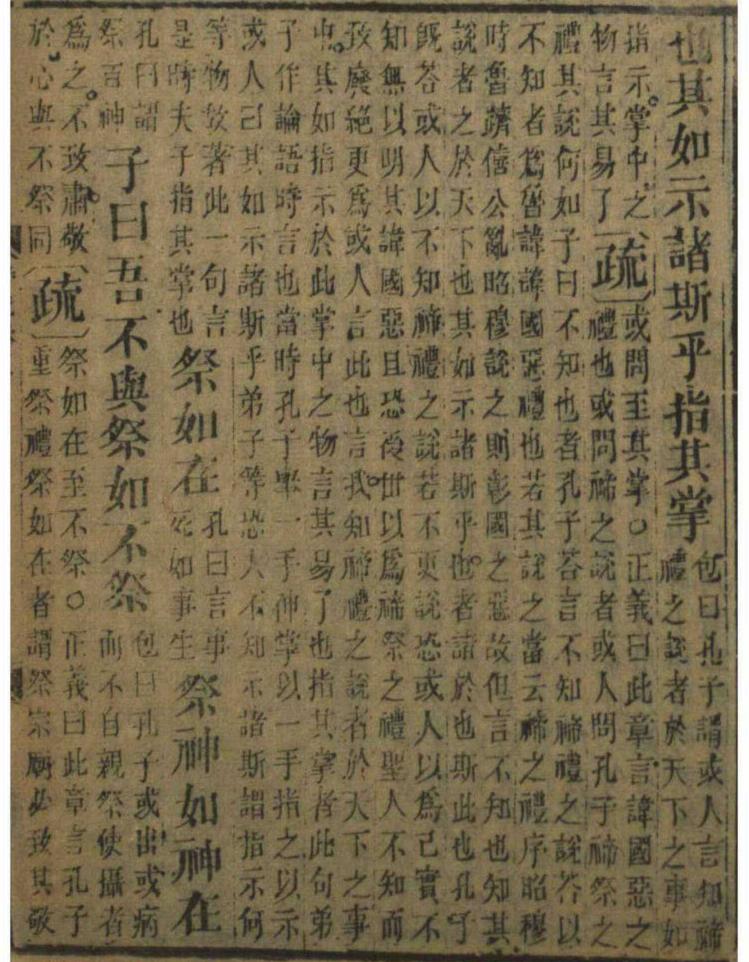 也其如示諸斯乎指其掌包曰孔子謂或人言知禘
禮之說者於天下之事如
指示掌中之
物言其易了疏或問至其掌○正義曰此章言諱國惡之
禮也或問禘之說者或人問孔子禘祭之
禮其說何如子曰不知也者孔子荅言不知禘禮之說荅以
不知者爲魯諱諱國惡禮也若其說之當云禘之禮序昭穆
時魯躋僖公亂昭穆說之則彰國之惡故但言不知也知其
說者之於天下也其如示諸斯乎也者諸於也斯此也孔子
旣荅或人以不知禘禮之說若不更說恐或人以爲己實不
知無以明其諱國惡且恐後世以爲禘祭之禮聖人不知而
致廢絕更爲或人言此也言我知禘禮之說者於天下之事
中其如指示於此掌中之物言其易了也指其掌者此句弟
子作論語時言也當時孔子舉一手伸掌以一手指之以示
或人曰其如示諸斯乎弟子等恐人不知示諸斯謂指示何
等物故著此一句言
是時夫子指其掌也祭如在孔曰言事
死如事生祭神如神在
孔曰謂
祭百神子曰吾不與祭如不祭包曰孔子或出或病
而不自親祭使攝者
爲之不致肅敬
於心與不祭同疏祭如在至不祭○正義曰此章言孔子
重祭禮祭如在者謂祭宗廟必致其敬